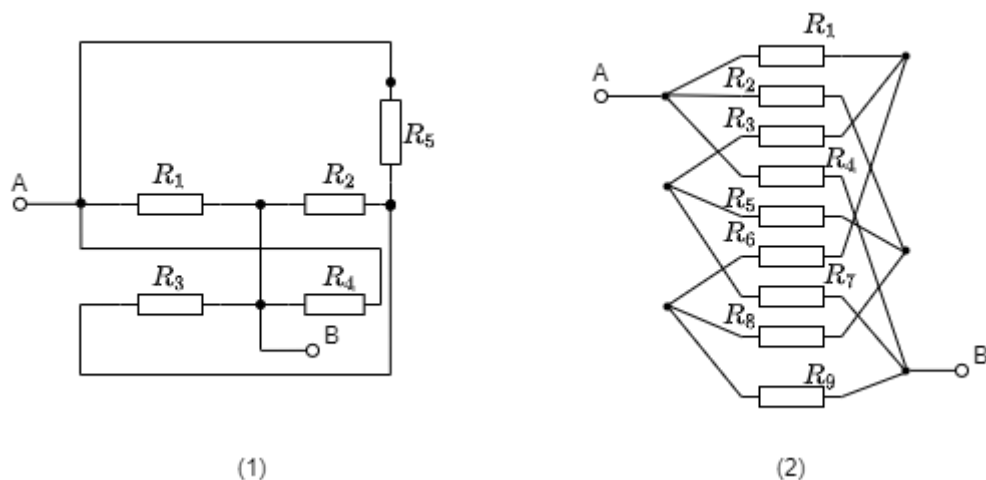 A
R₁
R₂
R₅
R₃
R₄
B
(1)
A
R₁
R₂
R₃
R₄
R₅
R₆
R₇
R₈
R₉
B
(2)